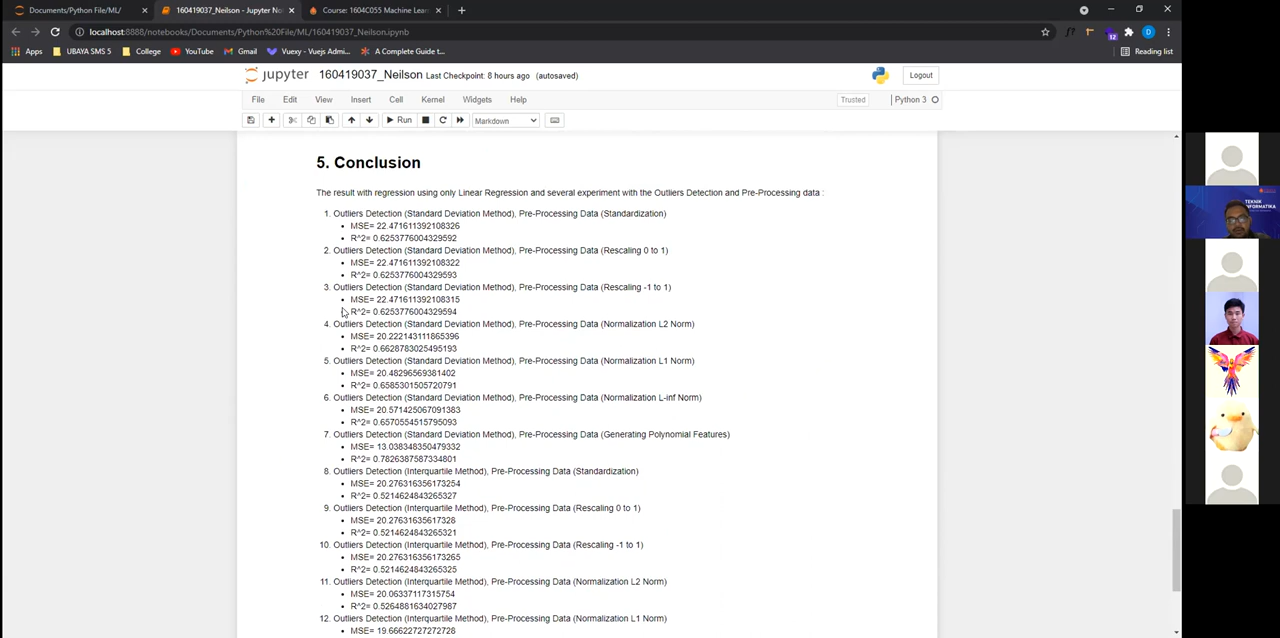 Documents/Python File/ML/
160419037_Neilson - Jupyter No
Course: 1604C055 Machine Lear
localhost:8888/notebooks/Documents/Python%20File/ML/160419037_Neilson.ipynb
12
D
Apps
UBAYA SMS 5
College
YouTube
Gmail
Vuexy - Vuejs Admi...
A Complete Guide t...
Reading list
jupyter 160419037_Neilson Last Checkpoint: 8 hours ago (autosaved)
Logout
File Edit View Insert Cell Kernel Widgets Help
Trusted
Python 3
Run
Markdown
5. Conclusion
The result with regression using only Linear Regression and several experiment with the Outliers Detection and Pre-Processing data :
1. Outliers Detection (Standard Deviation Method), Pre-Processing Data (Standardization)
• MSE= 22.471611392108326
• R^2= 0.6253776004329592
2. Outliers Detection (Standard Deviation Method), Pre-Processing Data (Rescaling 0 to 1)
• MSE= 22.471611392108322
• R^2= 0.6253776004329593
3. Outliers Detection (Standard Deviation Method), Pre-Processing Data (Rescaling -1 to 1)
• MSE= 22.471611392108315
• R^2= 0.6253776004329594
4. Outliers Detection (Standard Deviation Method), Pre-Processing Data (Normalization L2 Norm)
• MSE= 20.222143111865396
• R^2= 0.6628783025495193
5. Outliers Detection (Standard Deviation Method), Pre-Processing Data (Normalization L1 Norm)
• MSE= 20.48296569381402
• R^2= 0.6585301505720791
6. Outliers Detection (Standard Deviation Method), Pre-Processing Data (Normalization L-inf Norm)
• MSE= 20.571425067091383
• R^2= 0.6570554515795093
7. Outliers Detection (Standard Deviation Method), Pre-Processing Data (Generating Polynomial Features)
• MSE= 13.038348350479332
• R^2= 0.7826387587334801
8. Outliers Detection (Interquartile Method), Pre-Processing Data (Standardization)
• MSE= 20.276316356173254
• R^2= 0.5214624843265327
9. Outliers Detection (Interquartile Method), Pre-Processing Data (Rescaling 0 to 1)
• MSE= 20.27631635617328
• R^2= 0.5214624843265321
10. Outliers Detection (Interquartile Method), Pre-Processing Data (Rescaling -1 to 1)
• MSE= 20.276316356173265
• R^2= 0.5214624843265325
11. Outliers Detection (Interquartile Method), Pre-Processing Data (Normalization L2 Norm)
• MSE= 20.06337117315754
• R^2= 0.5264881634027987
12. Outliers Detection (Interquartile Method), Pre-Processing Data (Normalization L1 Norm)
• MSE= 19.66622727272728
TEKNIK
INFORMATIKA